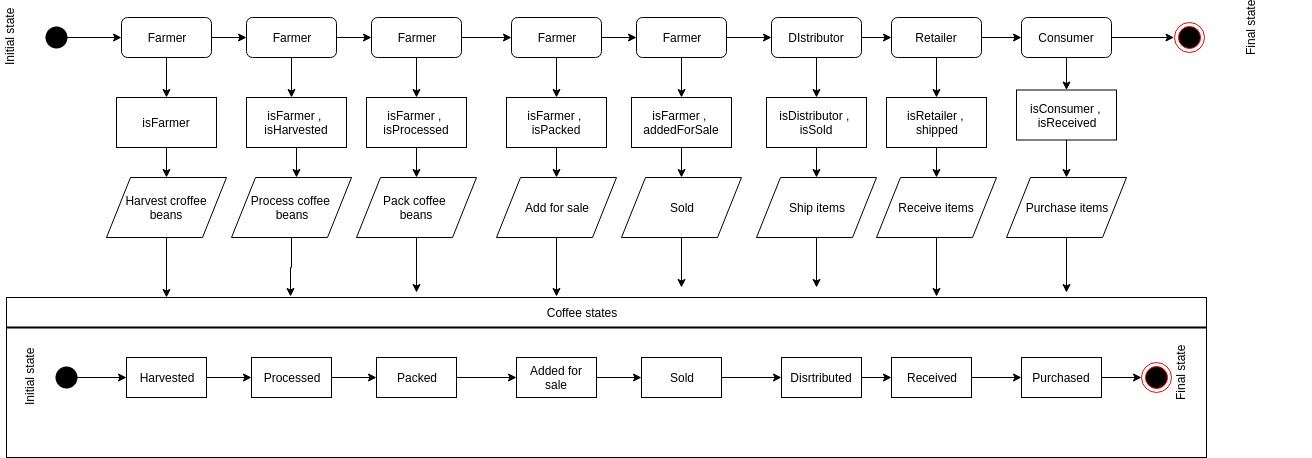 Initial state
Farmer
Farmer
Farmer
Farmer
Farmer
DIstributor
Retailer
Consumer
Final state
isFarmer
isFarmer ,
isHarvested
isFarmer ,
isProcessed
isFarmer ,
isPacked
isFarmer ,
addedForSale
isDistributor ,
isSold
isRetailer ,
shipped
isConsumer ,
isReceived
Harvest croffee
beans
Process coffee
beans
Pack coffee
beans
Add for sale
Sold
Ship items
Receive items
Purchase items
Coffee states
Initial state
Harvested
Processed
Packed
Added for
sale
Sold
Disrtributed
Received
Purchased
Final state